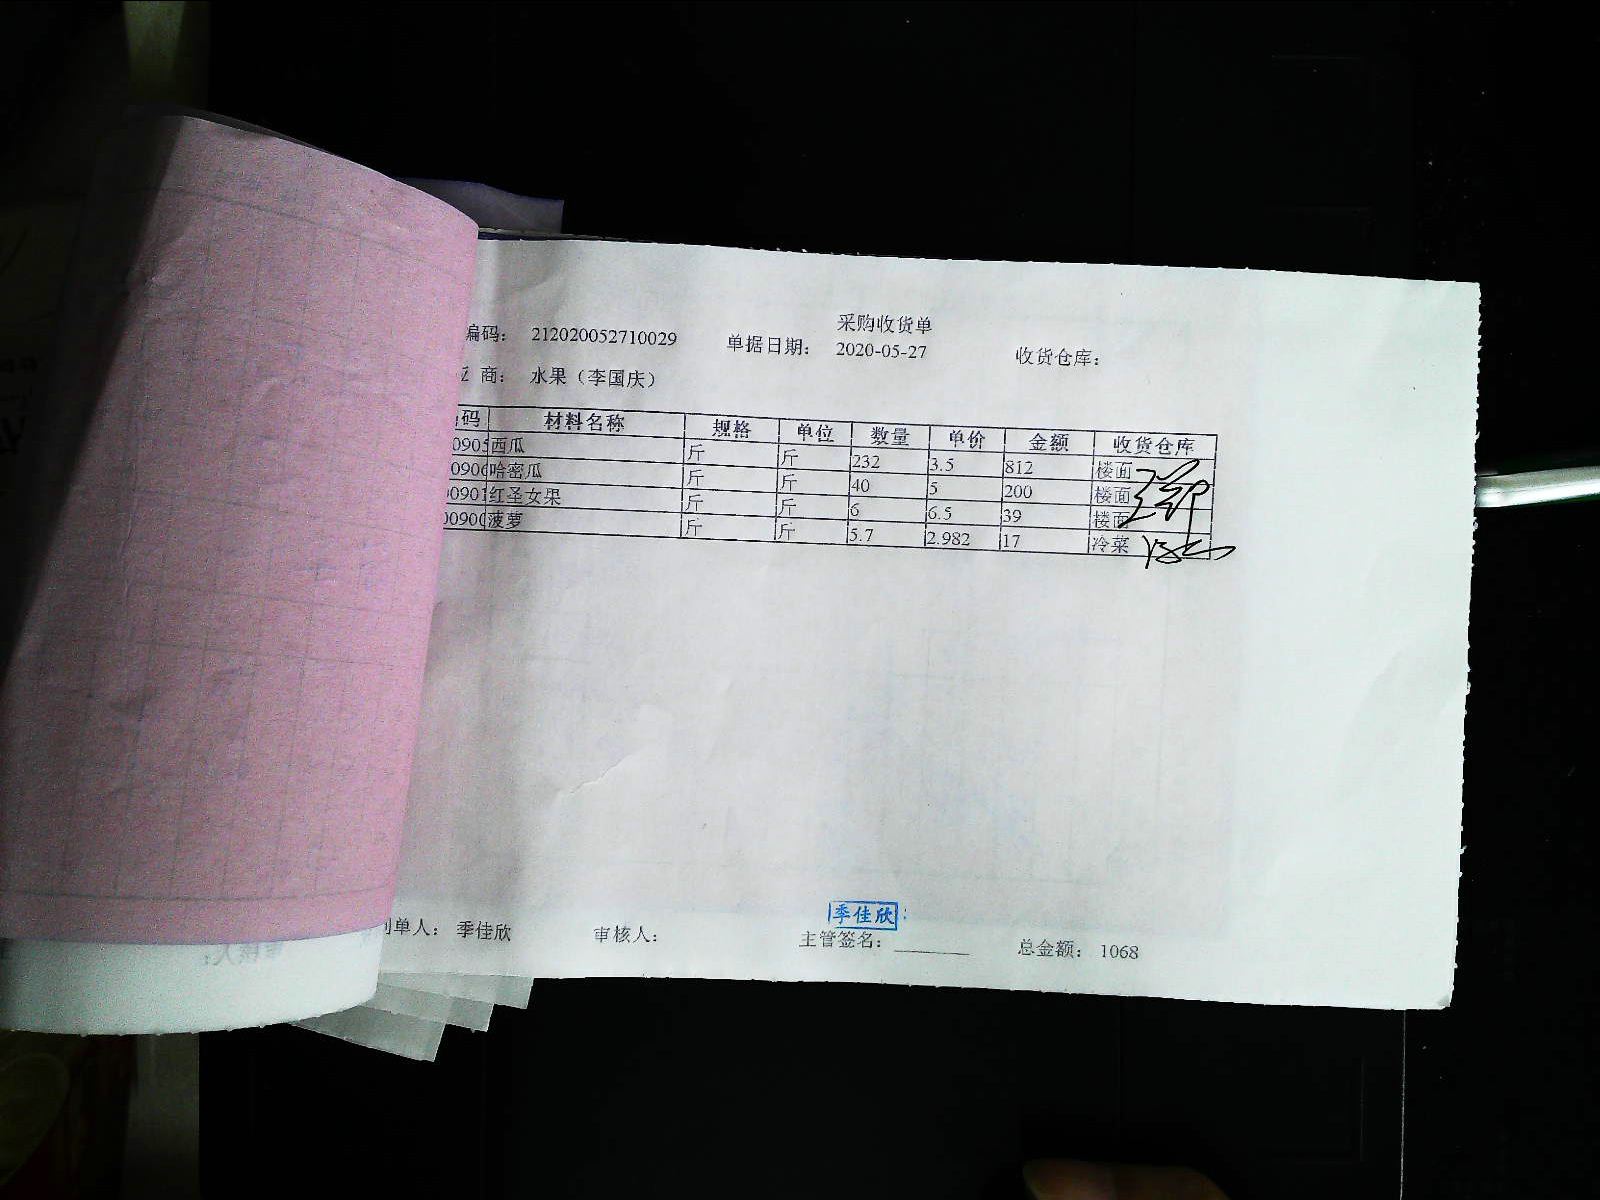 采购收货单
编码： 212020052710029 单据日期： 2020-05-27 收货仓库：
商： 水果（李国庆）
码 材料名称 规格 单位 数量 单价 金额 收货仓库
0905 西瓜 斤 斤 232 3.5 812 楼面
0906 哈密瓜 斤 斤 40 5 200 楼面
00901 红圣女果 斤 斤 6 6.5 39 楼面
00900 菠萝 斤 斤 5.7 2.982 17 冷菜
季佳欣
制单人： 季佳欣 审核人： 主管签名： 总金额： 1068